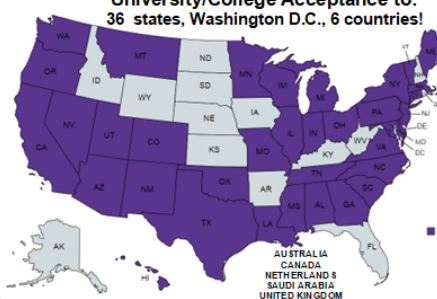 University/College Acceptance to:
36 states, Washington D.C., 6 countries!
WA
MT
ND
MN
VT
ME
OR
ID
SD
WI
MI
NY
WY
IA
NE
PA
NJ
NV
UT
CO
IL
IN
OH
DE
WV
MD
CA
KS
MO
KY
VA
DC
AZ
NM
OK
AR
TN
NC
SC
TX
LA
MS
AL
GA
AK
HI
FL
AUSTRALIA
CANADA
NETHERLANDS
SAUDI ARABIA
UNITED KINGDOM